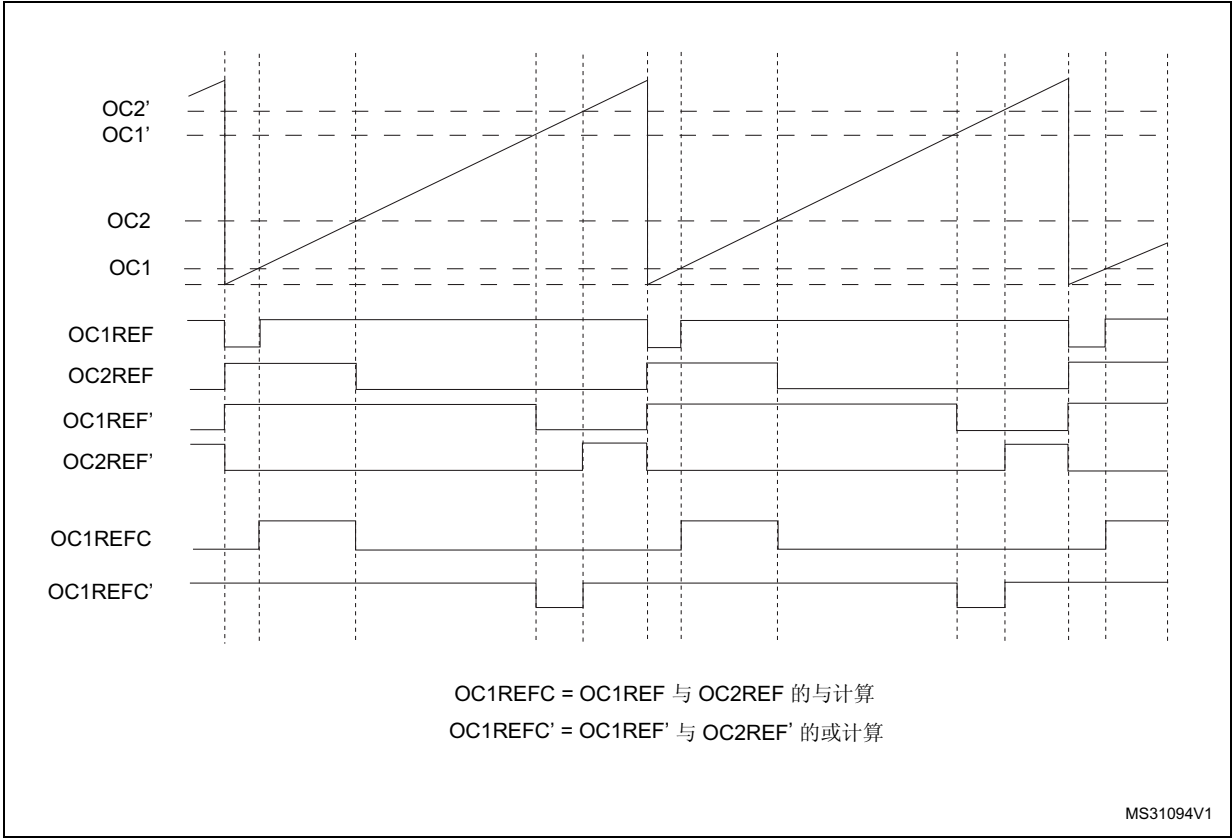 OC2’
OC1’
OC2
OC1
OC1REF
OC2REF
OC1REF’
OC2REF’
OC1REFC
OC1REFC’
OC1REFC = OC1REF 与 OC2REF 的与计算
OC1REFC’ = OC1REF’ 与 OC2REF’ 的或计算
MS31094V1